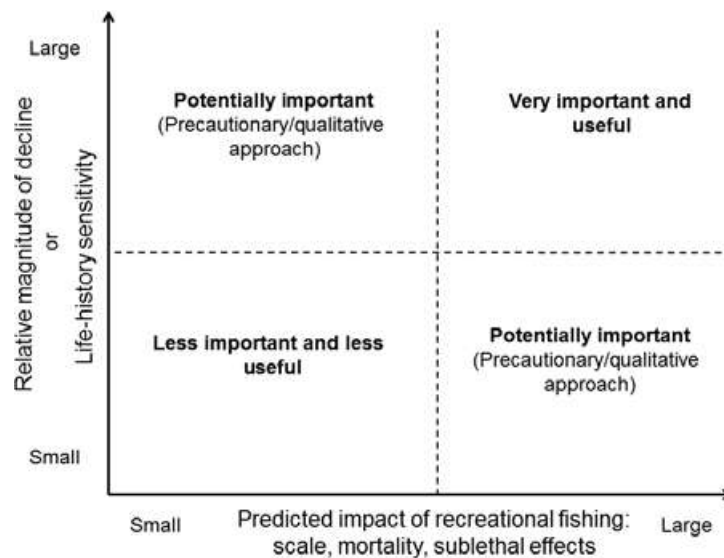 Large
Potentially important
(Precautionary/qualitative
approach)
Very important and
useful
Relative magnitude of decline
or
Life-history sensitivity
Less important and less
useful
Potentially important
(Precautionary/qualitative
approach)
Small
Small
Predicted impact of recreational fishing:
scale, mortality, sublethal effects
Large